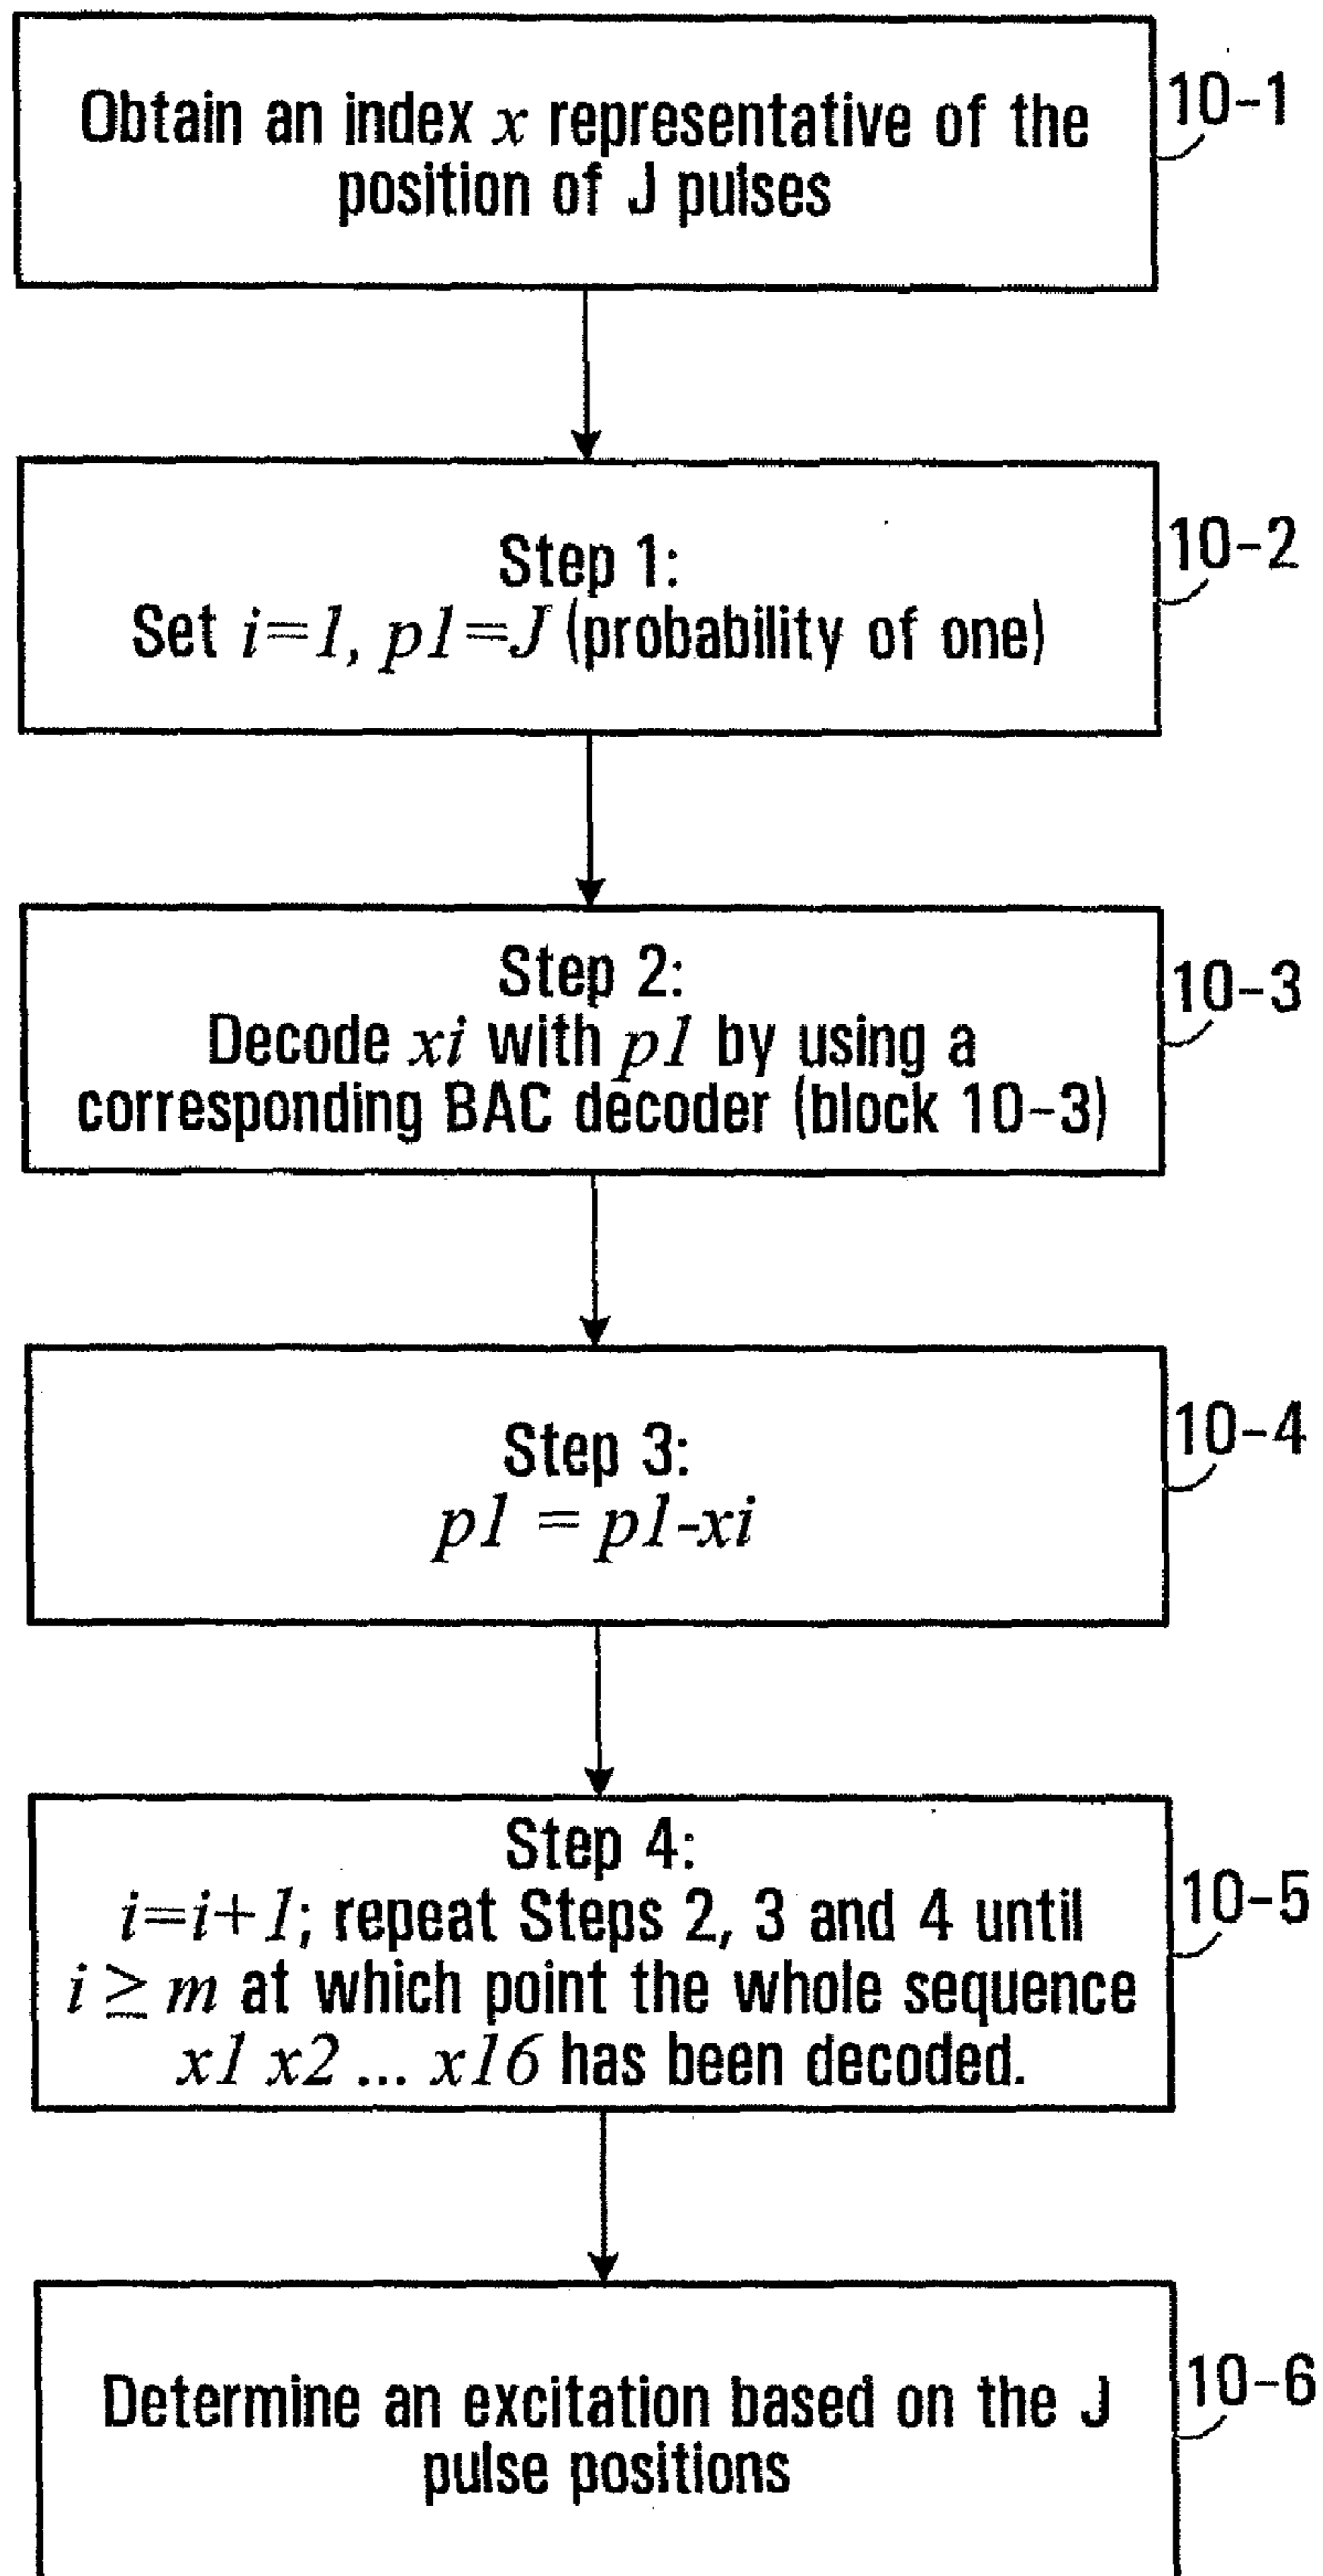 Obtain an index x representative of the
position of J pulses
10-1
Step 1:
Set i=1, p1=J (probability of one)
10-2
Step 2:
Decode xi with p1 by using a
corresponding BAC decoder (block 10-3)
10-3
Step 3:
p1 = p1-xi
10-4
Step 4:
i=i+1; repeat Steps 2, 3 and 4 until
i ≧ m at which point the whole sequence
x1 x2 ... x16 has been decoded.
10-5
Determine an excitation based on the J
pulse positions
10-6